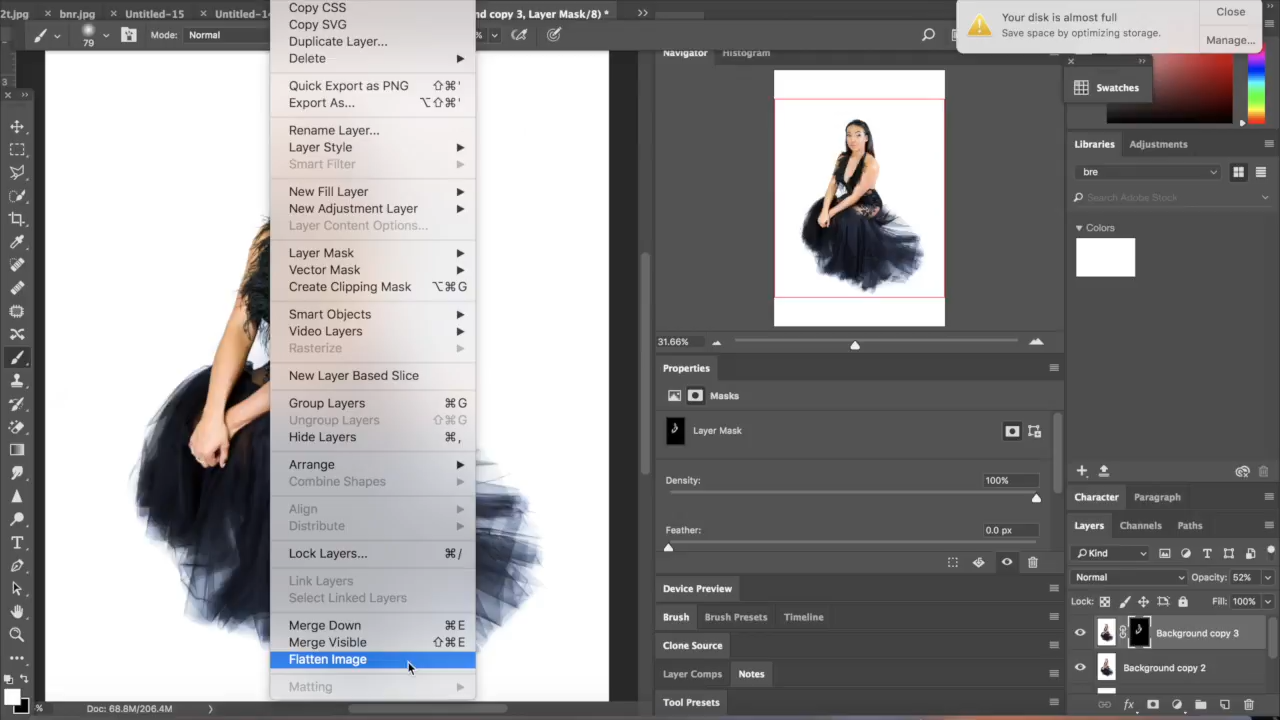 2t.jpg × bnr.jpg × Untitled-15 × Untitled-14 nd copy 3, Layer Mask/8) *
79 Mode: Normal %
Your disk is almost full
Save space by optimizing storage.
Close
Manage...
3
Copy CSS
Copy SVG
Duplicate Layer...
Delete
Quick Export as PNG ⇧⌘'
Export As... ⌥⇧⌘'
Rename Layer...
Layer Style
Smart Filter
New Fill Layer
New Adjustment Layer
Layer Content Options...
Layer Mask
Vector Mask
Create Clipping Mask ⌥⌘G
Smart Objects
Video Layers
Rasterize
New Layer Based Slice
Group Layers ⌘G
Ungroup Layers ⇧⌘G
Hide Layers ⌘,
Arrange
Combine Shapes
Align
Distribute
Lock Layers... ⌘/
Link Layers
Select Linked Layers
Merge Down ⌘E
Merge Visible ⇧⌘E
Flatten Image
Matting
% Doc: 68.8M/206.4M
Navigator Histogram
31.66%
Properties
Masks
Layer Mask
Density: 100%
Feather: 0.0 px
Device Preview
Brush Brush Presets Timeline
Clone Source
Layer Comps Notes
Tool Presets
Swatches
Libraries Adjustments
bre
Search Adobe Stock
Colors
Character Paragraph
Layers Channels Paths
Kind
Normal Opacity: 52%
Lock: Fill: 100%
Background copy 3
Background copy 2